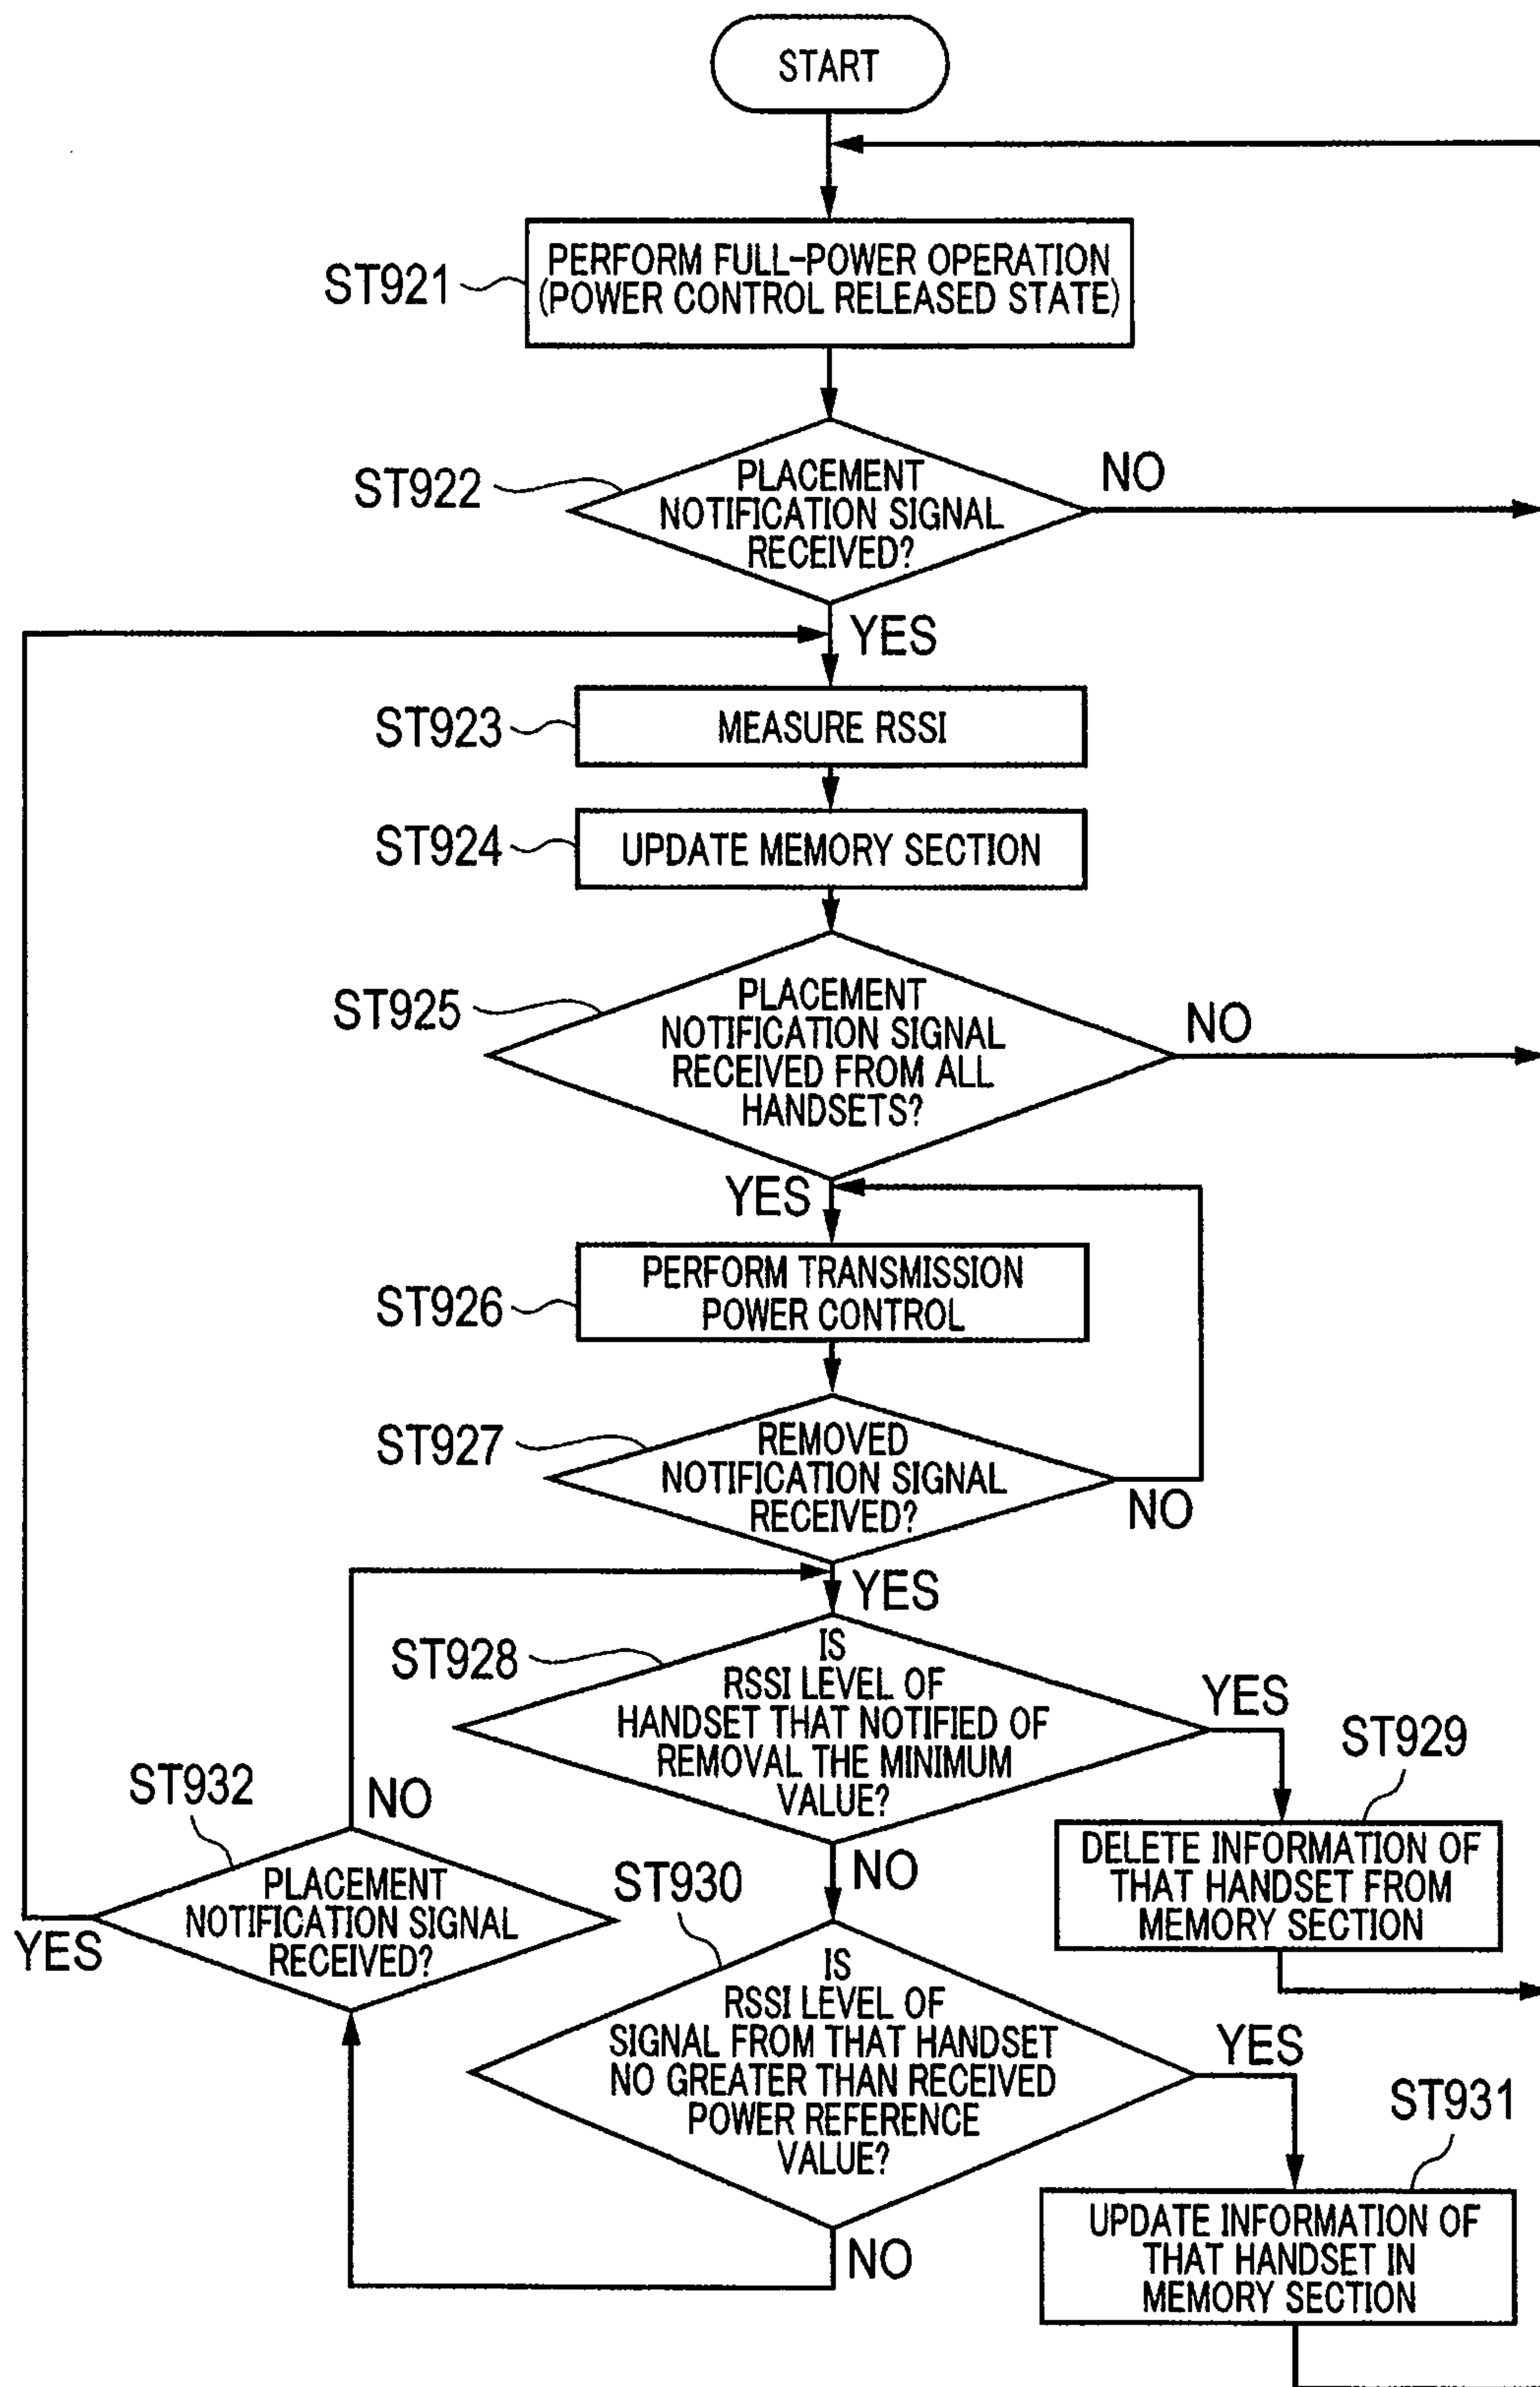 START
ST921
PERFORM FULL-POWER OPERATION
(POWER CONTROL RELEASED STATE)
ST922
PLACEMENT
NOTIFICATION SIGNAL
RECEIVED?
NO
YES
ST923
MEASURE RSSI
ST924
UPDATE MEMORY SECTION
ST925
PLACEMENT
NOTIFICATION SIGNAL
RECEIVED FROM ALL
HANDSETS?
NO
YES
ST926
PERFORM TRANSMISSION
POWER CONTROL
ST927
REMOVED
NOTIFICATION SIGNAL
RECEIVED?
NO
YES
ST928
IS
RSSI LEVEL OF
HANDSET THAT NOTIFIED OF
REMOVAL THE MINIMUM
VALUE?
YES
NO
ST929
DELETE INFORMATION OF
THAT HANDSET FROM
MEMORY SECTION
ST932
NO
PLACEMENT
NOTIFICATION SIGNAL
RECEIVED?
YES
ST930
IS
RSSI LEVEL OF
SIGNAL FROM THAT HANDSET
NO GREATER THAN RECEIVED
POWER REFERENCE
VALUE?
YES
NO
ST931
UPDATE INFORMATION OF
THAT HANDSET IN
MEMORY SECTION